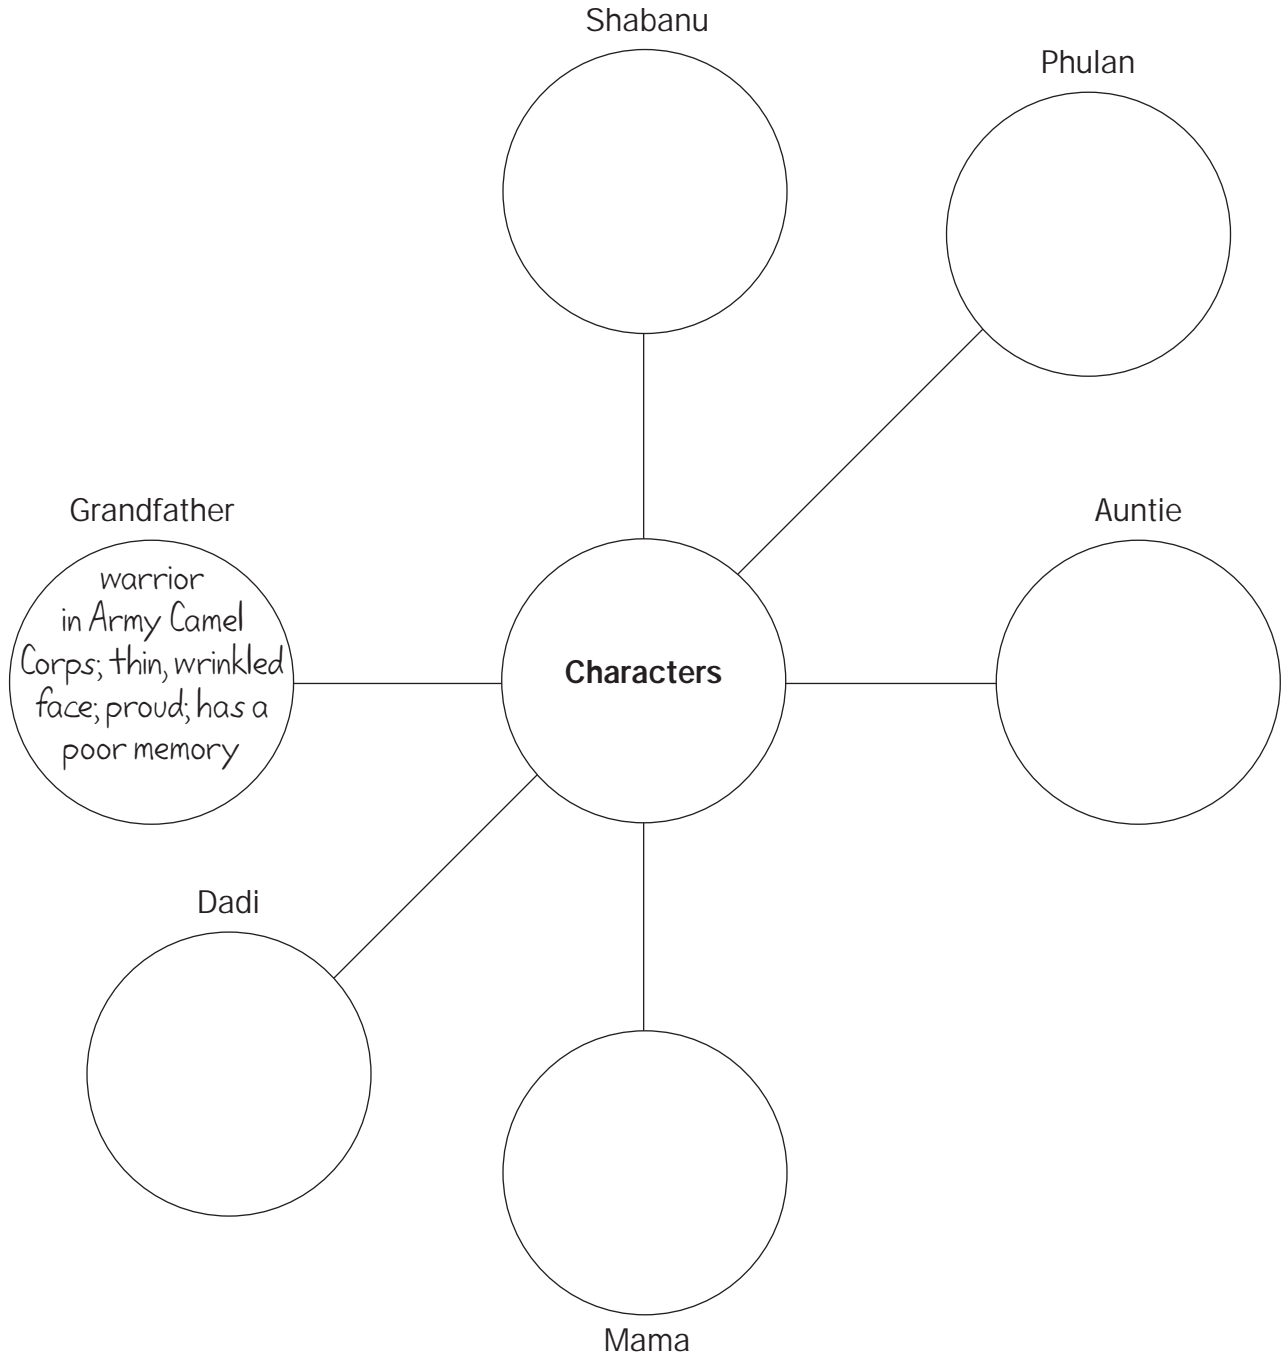 Shabanu
Phulan
Grandfather
Auntie
warrior
in Army Camel
Corps; thin, wrinkled
face; proud; has a
poor memory
Characters
Dadi
Mama